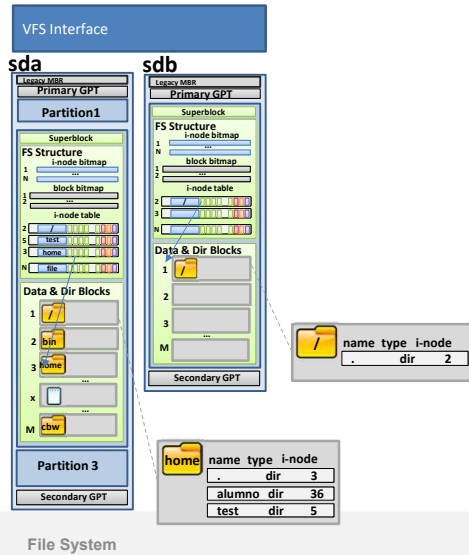 VFS Interface
sda
Legacy MBR
Primary GPT
Partition1
Superblock
FS Structure
i-node bitmap
1 ...
N
block bitmap
1
2 ...
i-node table
2 /
5 test
3 home
N file
Data & Dir Blocks
1 /
2 bin
3 home
...
x
...
M cbw
Partition 3
Secondary GPT
sdb
Legacy MBR
Primary GPT
Superblock
FS Structure
i-node bitmap
1 ...
N
block bitmap
1
2 ...
i-node table
2 /
3
N
Data & Dir Blocks
1 /
2
3
...
M
Secondary GPT
/ name type i-node
. dir 2
home name type i-node
. dir 3
alumno dir 36
test dir 5
File System